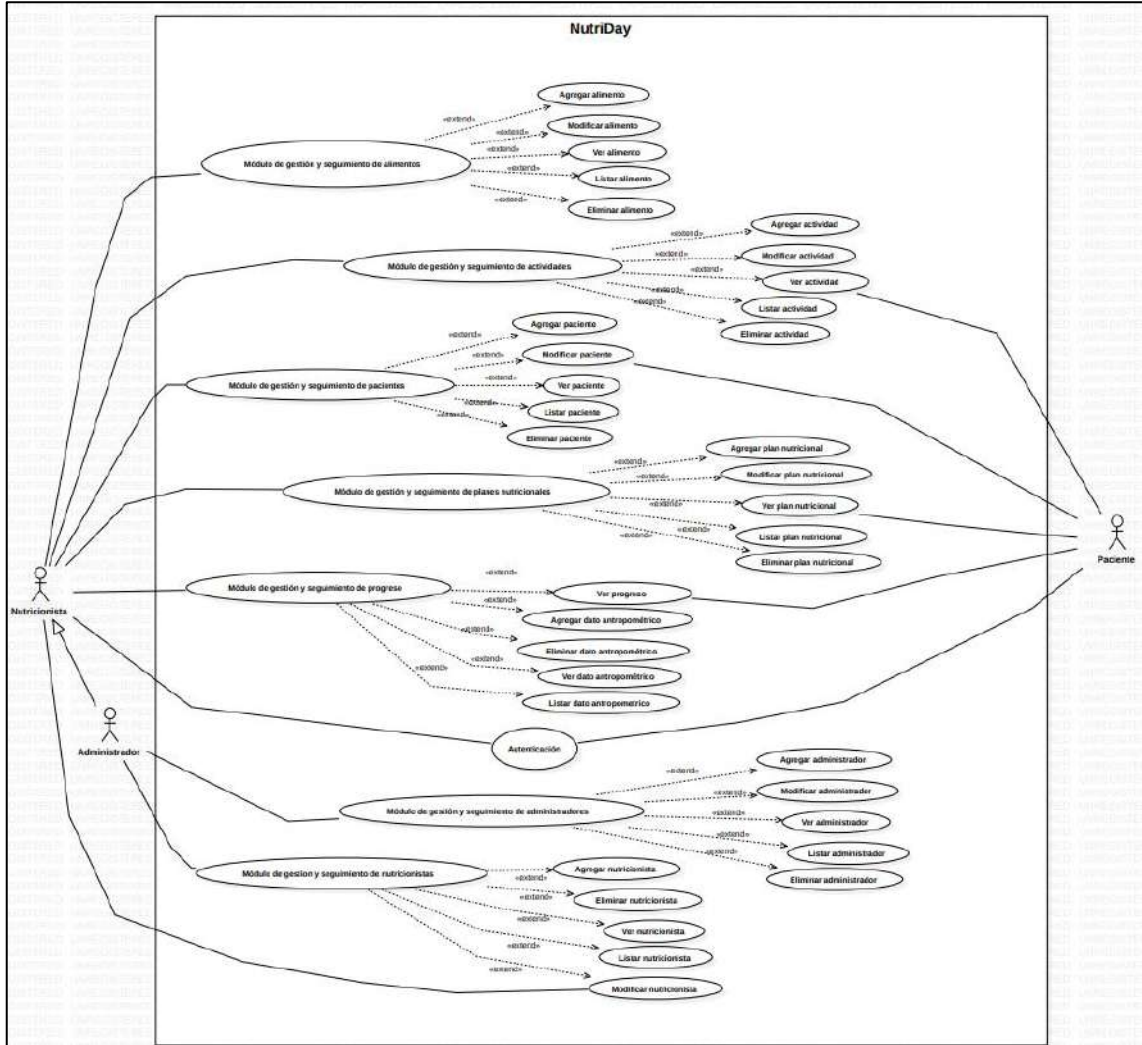 NutriDay
Agregar alimento
«extend»
Modificar alimento
«extend»
Ver alimento
«extend»
Módulo de gestión y seguimiento de alimentos
«extend»
Listar alimento
«extend»
Eliminar alimento
Agregar actividad
«extend»
Modificar actividad
«extend»
Módulo de gestión y seguimiento de actividades
«extend»
Ver actividad
«extend»
Listar actividad
«extend»
Eliminar actividad
Agregar paciente
«extend»
Modificar paciente
«extend»
Módulo de gestión y seguimiento de pacientes
«extend»
Ver paciente
«extend»
Listar paciente
«extend»
Eliminar paciente
Agregar plan nutricional
«extend»
Modificar plan nutricional
«extend»
Módulo de gestión y seguimiento de planes nutricionales
«extend»
Ver plan nutricional
«extend»
Listar plan nutricional
«extend»
Eliminar plan nutricional
Paciente
Nutricionista
Módulo de gestión y seguimiento de progreso
«extend»
Ver progreso
«extend»
Agregar dato antropométrico
«extend»
Eliminar dato antropométrico
«extend»
Ver dato antropométrico
«extend»
Listar dato antropometrico
Administrador
Autenticación
Agregar administrador
«extend»
Modificar administrador
«extend»
Módulo de gestión y seguimiento de administradores
«extend»
Ver administrador
«extend»
Listar administrador
«extend»
Eliminar administrador
Módulo de gestion y seguimiento de nutricionistas
«extend»
Agregar nutricionista
«extend»
Eliminar nutricionista
«extend»
Ver nutricionista
«extend»
Listar nutricionista
«extend»
Modificar nutricionista